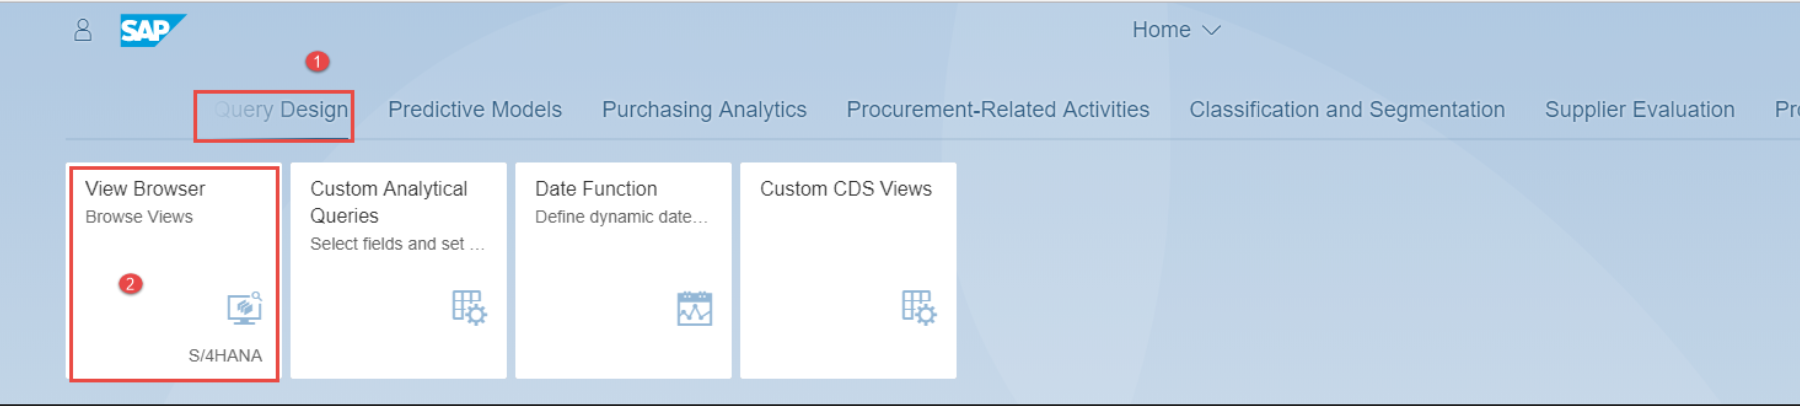 SAP
Home
1
Query Design Predictive Models Purchasing Analytics Procurement-Related Activities Classification and Segmentation Supplier Evaluation
View Browser
Browse Views
2
S/4HANA
Custom Analytical
Queries
Select fields and set ...
Date Function
Define dynamic date...
Custom CDS Views